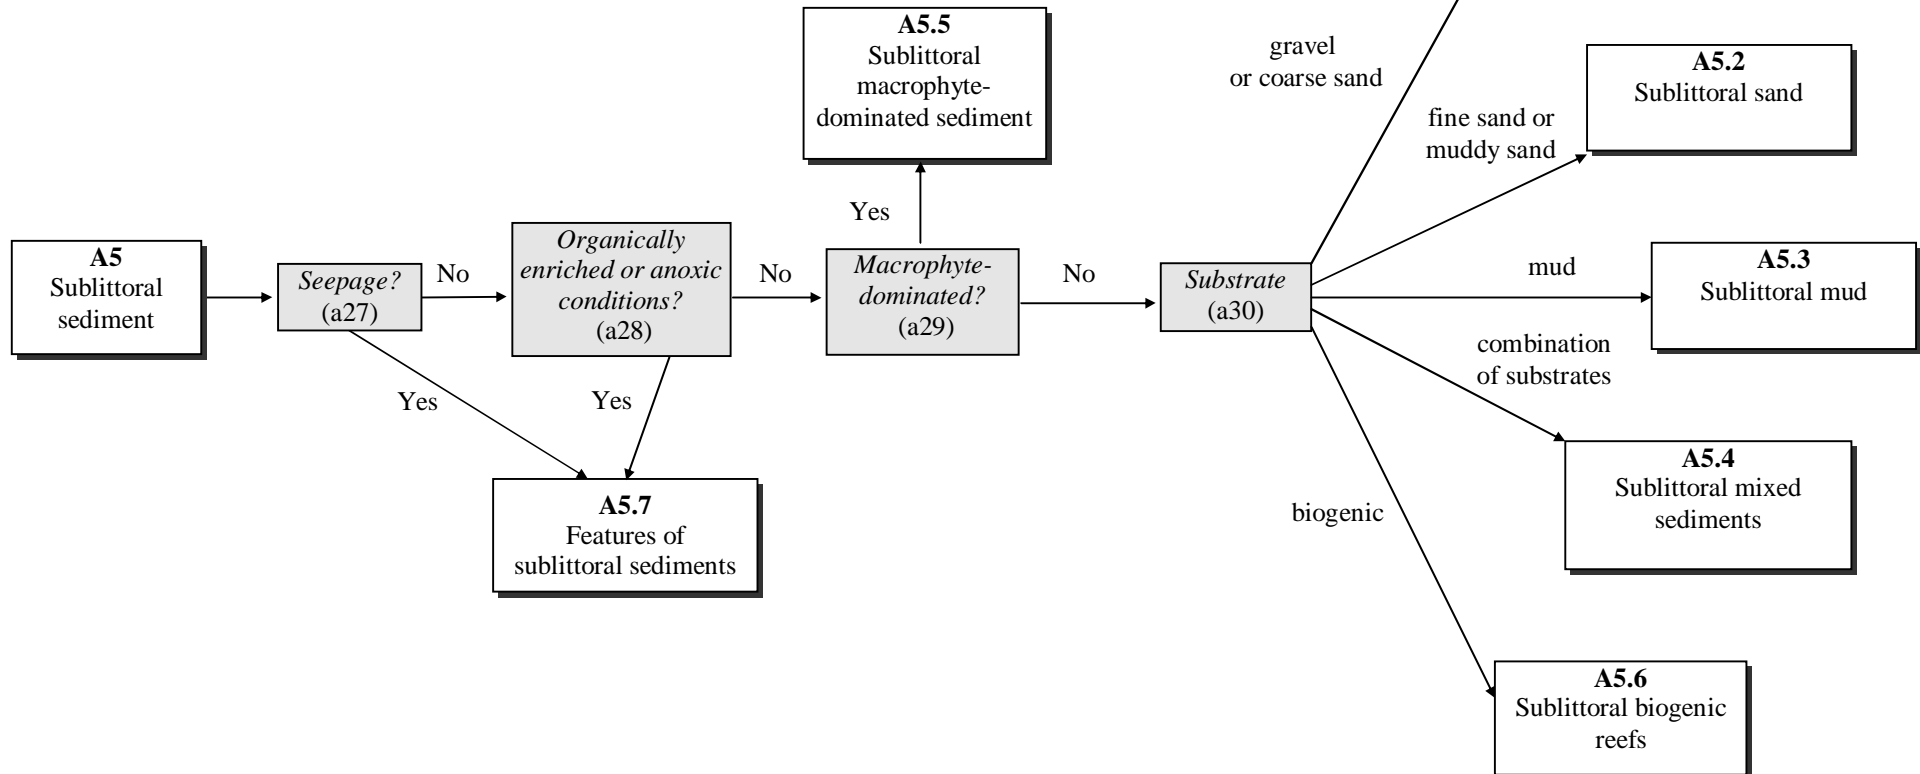 A5.5
Sublittoral
macrophyte-
dominated sediment
gravel
or coarse sand
A5.2
Sublittoral sand
fine sand or
muddy sand
Yes
A5
Sublittoral
sediment
Seepage?
(a27)
No
Organically
enriched or anoxic
conditions?
(a28)
No
Macrophyte-
dominated?
(a29)
No
Substrate
(a30)
mud
A5.3
Sublittoral mud
combination
of substrates
Yes
Yes
A5.4
Sublittoral mixed
sediments
A5.7
Features of
sublittoral sediments
biogenic
A5.6
Sublittoral biogenic
reefs